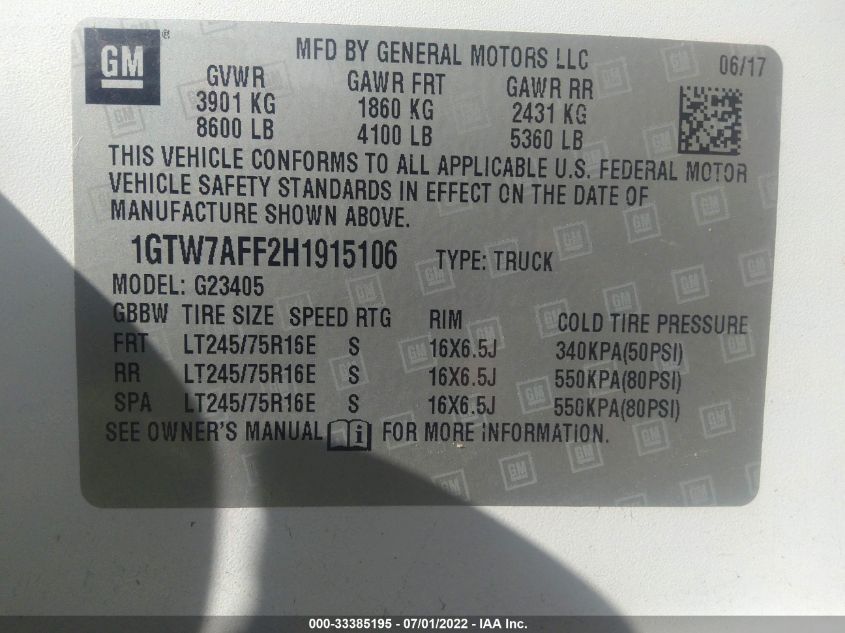 GM ®
MFD BY GENERAL MOTORS LLC
06/17
GVWR GAWR FRT GAWR RR
3901 KG 1860 KG 2431 KG
8600 LB 4100 LB 5360 LB
THIS VEHICLE CONFORMS TO ALL APPLICABLE U.S. FEDERAL MOTOR
VEHICLE SAFETY STANDARDS IN EFFECT ON THE DATE OF
MANUFACTURE SHOWN ABOVE.
1GTW7AFF2H1915106 TYPE: TRUCK
MODEL: G23405
GBBW TIRE SIZE SPEED RTG RIM COLD TIRE PRESSURE
FRT LT245/75R16E S 16X6.5J 340KPA(50PSI)
RR LT245/75R16E S 16X6.5J 550KPA(80PSI)
SPA LT245/75R16E S 16X6.5J 550KPA(80PSI)
SEE OWNER'S MANUAL i FOR MORE INFORMATION.
000-33385195 - 07/01/2022 - IAA Inc.